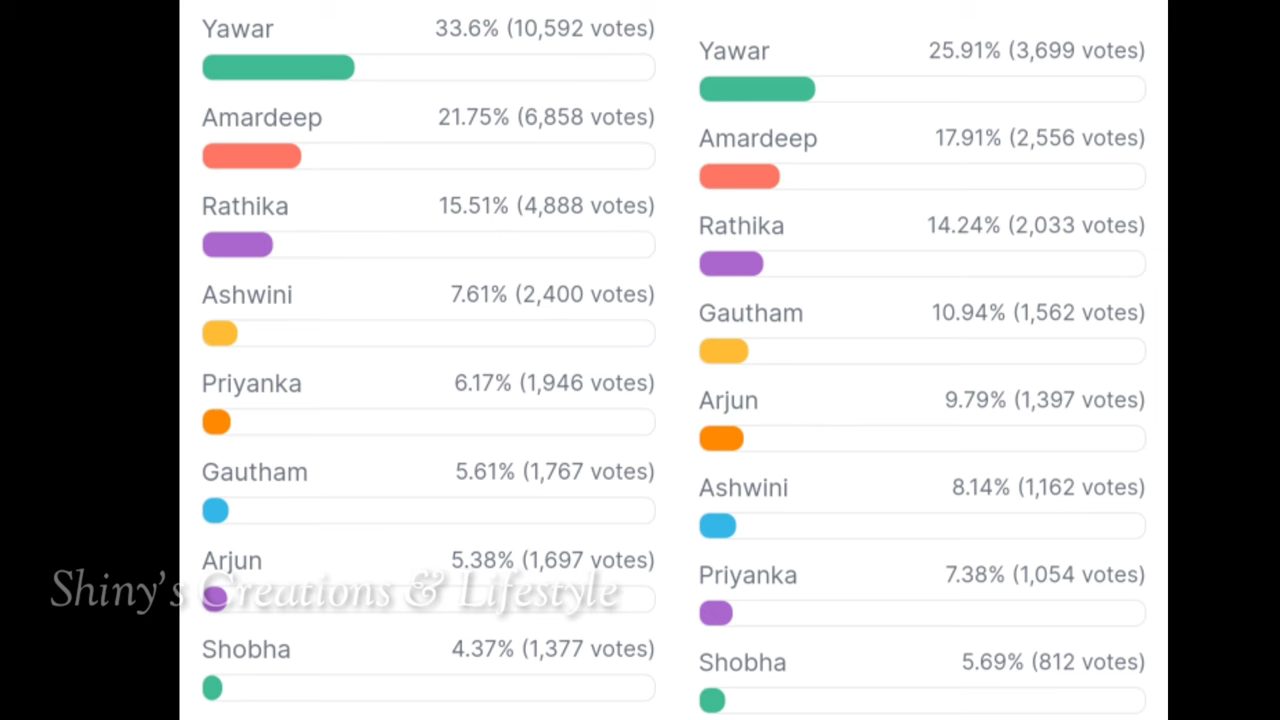 Yawar 33.6% (10,592 votes)
Amardeep 21.75% (6,858 votes)
Rathika 15.51% (4,888 votes)
Ashwini 7.61% (2,400 votes)
Priyanka 6.17% (1,946 votes)
Gautham 5.61% (1,767 votes)
Arjun 5.38% (1,697 votes)
Shiny's Creations & Lifestyle
Shobha 4.37% (1,377 votes)
Yawar 25.91% (3,699 votes)
Amardeep 17.91% (2,556 votes)
Rathika 14.24% (2,033 votes)
Gautham 10.94% (1,562 votes)
Arjun 9.79% (1,397 votes)
Ashwini 8.14% (1,162 votes)
Priyanka 7.38% (1,054 votes)
Shobha 5.69% (812 votes)